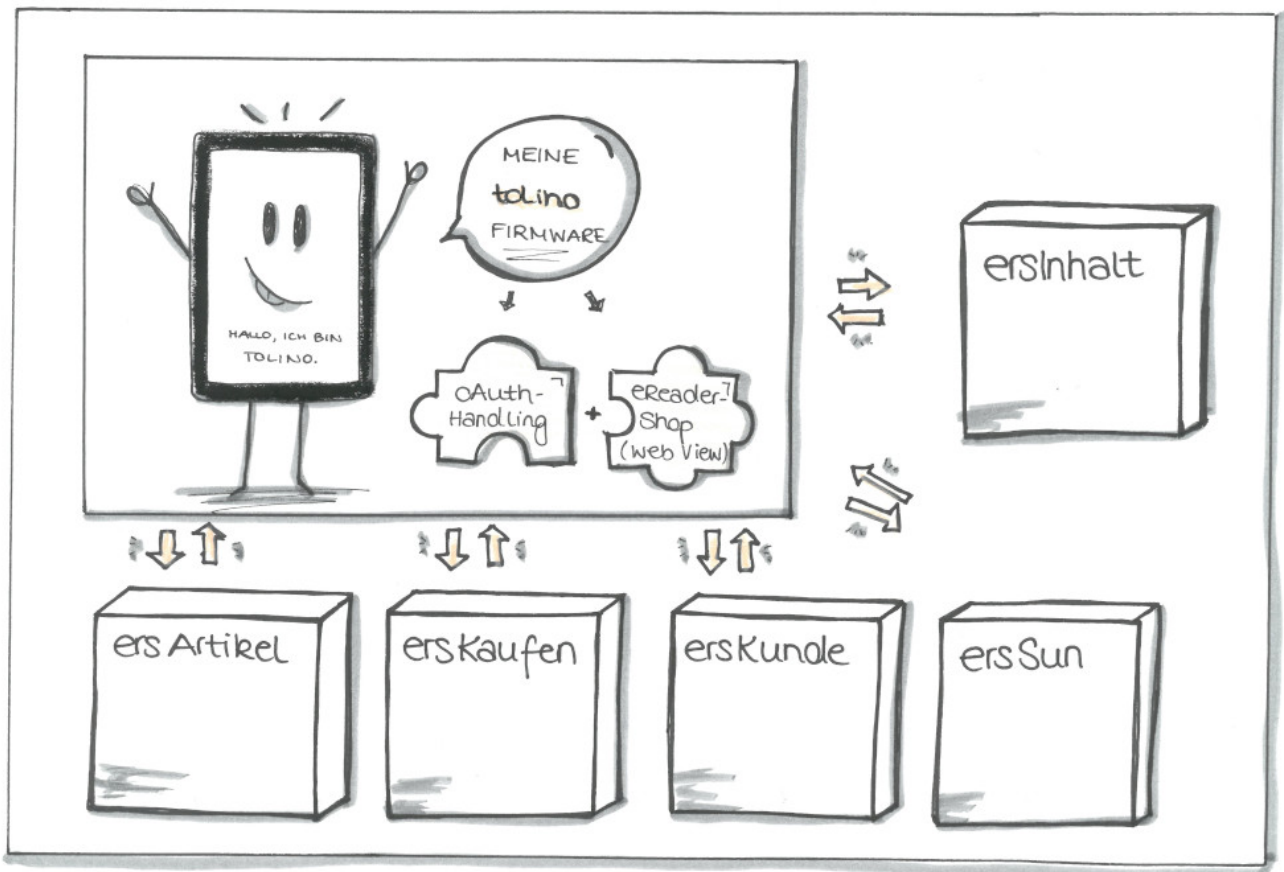 MEINE
tolino
FIRMWARE
HALLO, ICH BIN
TOLINO.
oAuth-
Handling
+
eReader-
Shop
(Web View)
ersInhalt
ersArtikel
ersKaufen
ersKunde
ersSun